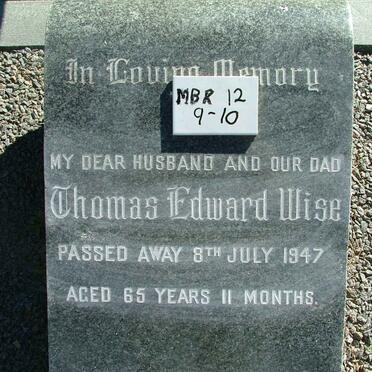 In Loving Memory
MBR 12
9-10
MY DEAR HUSBAND AND OUR DAD
Thomas Edward Wise
PASSED AWAY 8TH JULY 1947
AGED 65 YEARS 11 MONTHS.